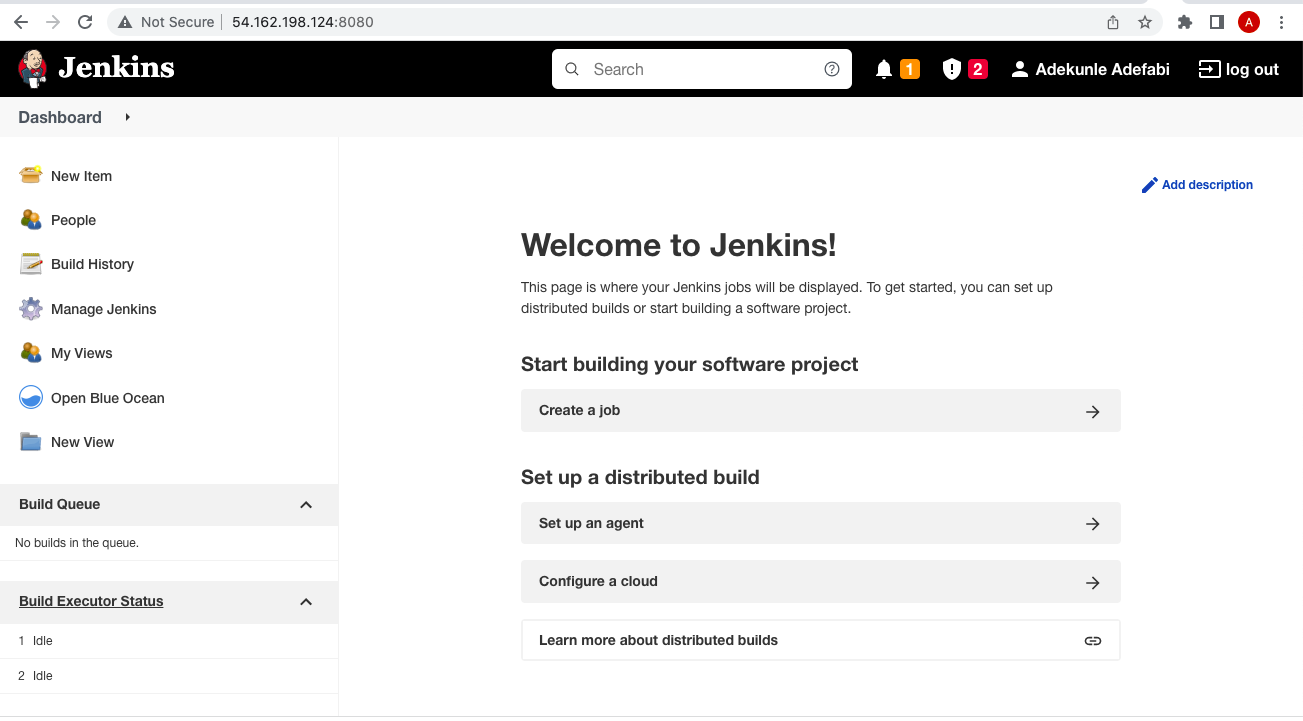 Not Secure 54.162.198.124:8080
A
Jenkins
Search
1
2
Adekunle Adefabi
log out
Dashboard
New Item
People
Build History
Manage Jenkins
My Views
Open Blue Ocean
New View
Build Queue
No builds in the queue.
Build Executor Status
1 Idle
2 Idle
Add description
Welcome to Jenkins!
This page is where your Jenkins jobs will be displayed. To get started, you can set up
distributed builds or start building a software project.
Start building your software project
Create a job
Set up a distributed build
Set up an agent
Configure a cloud
Learn more about distributed builds